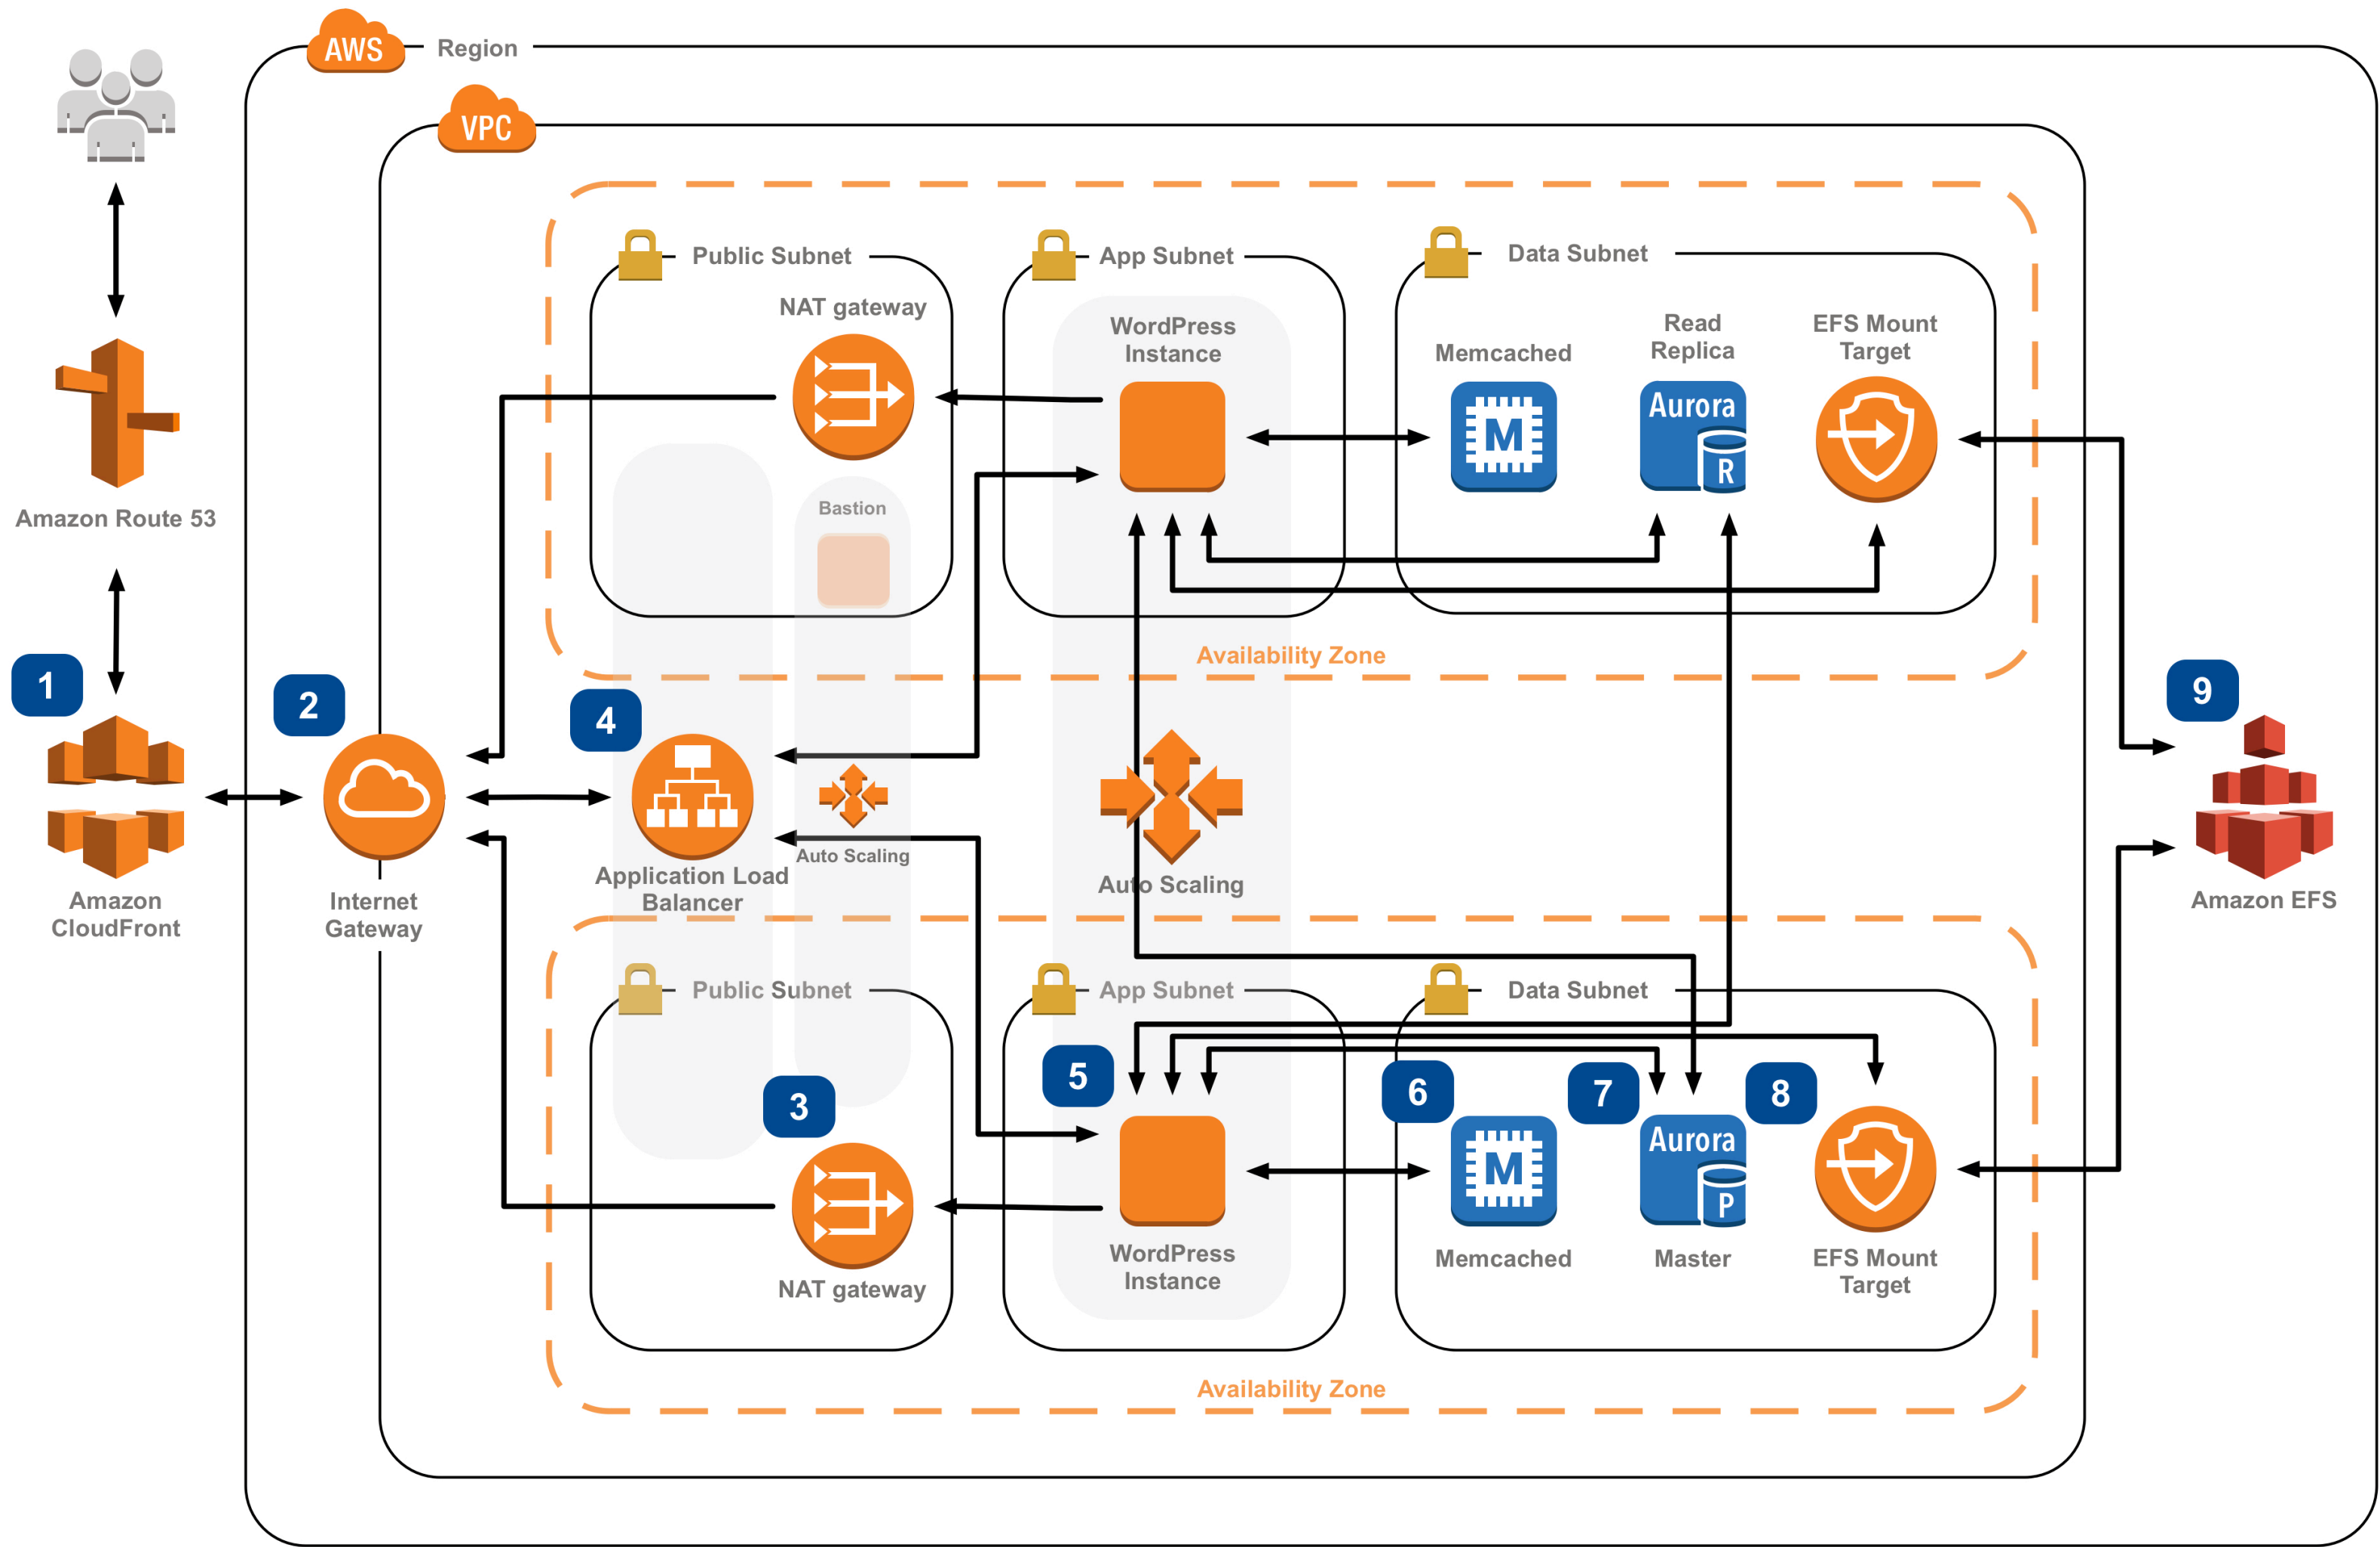 AWS
Region
VPC
Public Subnet
App Subnet
Data Subnet
NAT gateway
WordPress
Instance
Memcached
Read
Replica
EFS Mount
Target
Aurora
M
R
Bastion
Amazon Route 53
Availability Zone
1
2
4
9
Application Load
Balancer
Auto Scaling
Auto Scaling
Amazon
CloudFront
Internet
Gateway
Amazon EFS
Public Subnet
App Subnet
Data Subnet
3
5
6
7
8
Aurora
M
P
NAT gateway
WordPress
Instance
Memcached
Master
EFS Mount
Target
Availability Zone